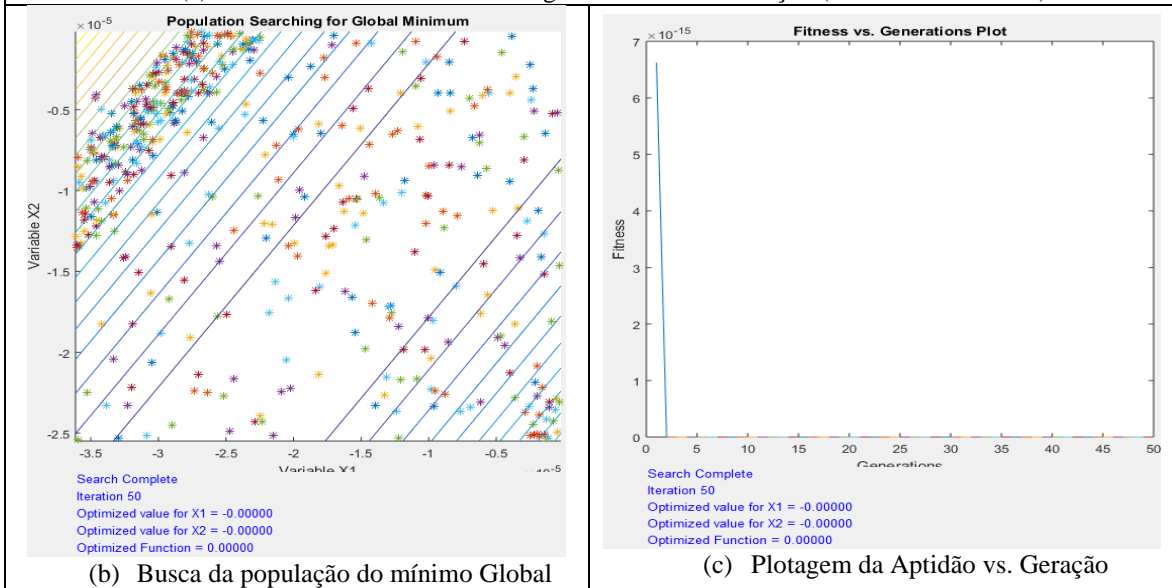 Population Searching for Global Minimum
×10^-5
-0.5
-1
-1.5
-2
-2.5
Variable X2
-3.5
-3
-2.5
-2
-1.5
-1
-0.5
Variable X1
Search Complete
Iteration 50
Optimized value for X1 = -0.00000
Optimized value for X2 = -0.00000
Optimized Function = 0.00000
(b) Busca da população do mínimo Global
Fitness vs. Generations Plot
×10^-15
7
6
5
4
3
2
1
0
Fitness
0
5
10
15
20
25
30
35
40
45
50
Generations
Search Complete
Iteration 50
Optimized value for X1 = -0.00000
Optimized value for X2 = -0.00000
Optimized Function = 0.00000
(c) Plotagem da Aptidão vs. Geração